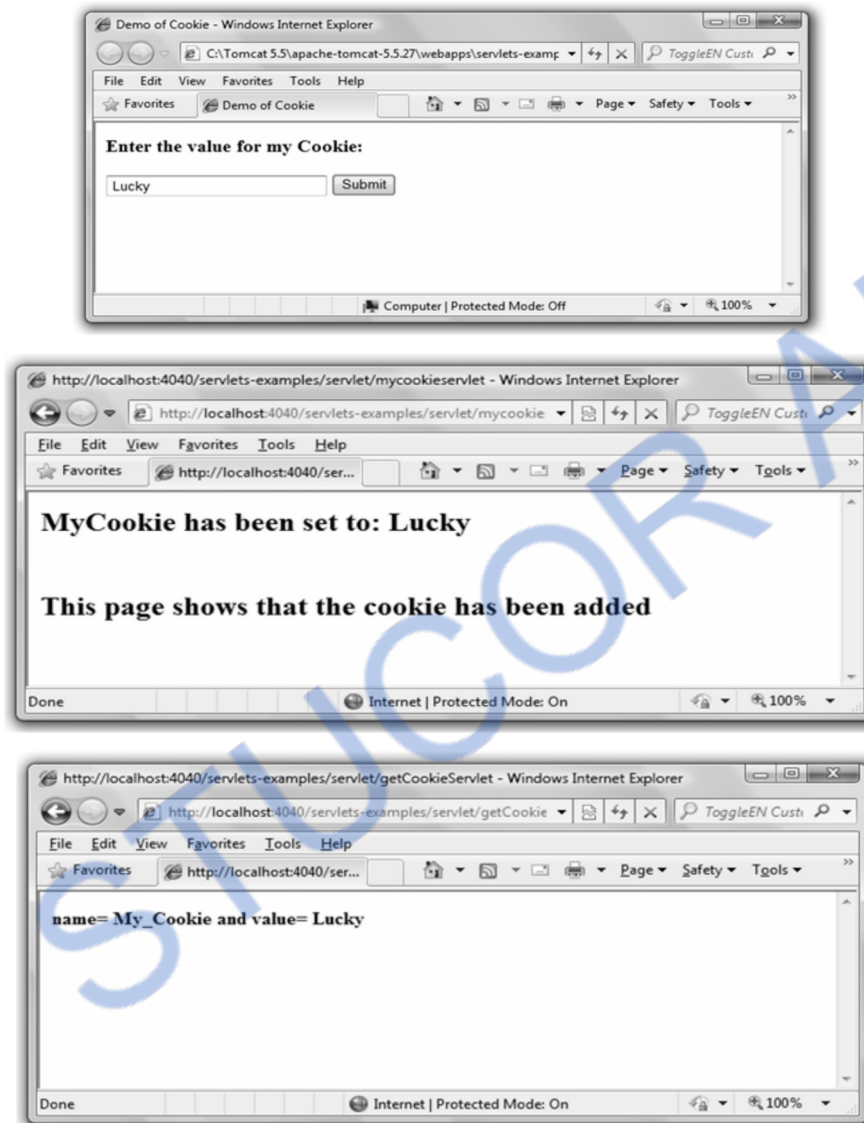 Demo of Cookie - Windows Internet Explorer
C:\Tomcat 5.5\apache-tomcat-5.5.27\webapps\servlets-examp
ToggleEN Cust
File Edit View Favorites Tools Help
Favorites Demo of Cookie Page Safety Tools »
Enter the value for my Cookie:
Lucky Submit
Computer | Protected Mode: Off 100%
http://localhost:4040/servlets-examples/servlet/mycookieservlet - Windows Internet Explorer
http://localhost:4040/servlets-examples/servlet/mycookie
ToggleEN Cust
File Edit View Favorites Tools Help
Favorites http://localhost:4040/ser... Page Safety Tools »
MyCookie has been set to: Lucky
This page shows that the cookie has been added
Done Internet | Protected Mode: On 100%
http://localhost:4040/servlets-examples/servlet/getCookieServlet - Windows Internet Explorer
http://localhost:4040/servlets-examples/servlet/getCookie
ToggleEN Cust
File Edit View Favorites Tools Help
Favorites http://localhost:4040/ser... Page Safety Tools »
name= My_Cookie and value= Lucky
Done Internet | Protected Mode: On 100%
STUCOR A